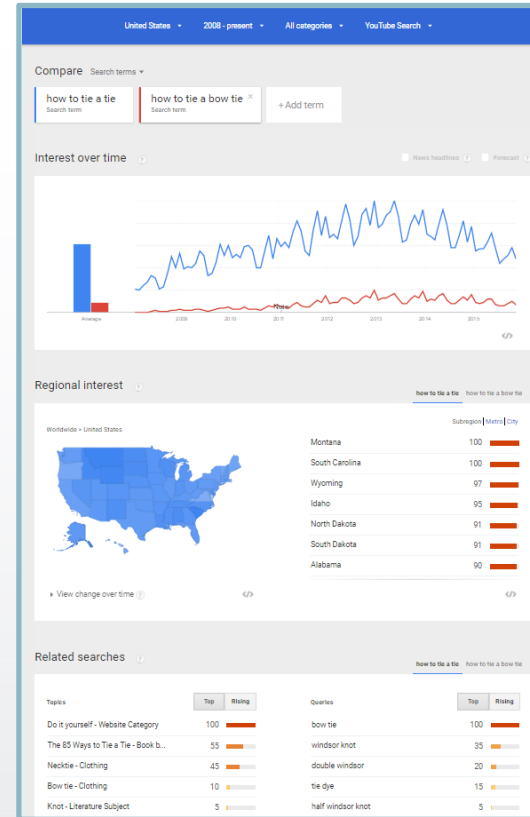 United States 2008 - present All categories YouTube Search
Compare Search terms
how to tie a tie
Search term
how to tie a bow tie ×
Search term
+ Add term
Interest over time ?
News headlines ? Forecast ?
Note
Average 2009 2010 2011 2012 2013 2014 2015
</>
Regional interest ?
how to tie a tie how to tie a bow tie
Subregion | Metro | City
Worldwide > United States
Montana 100
South Carolina 100
Wyoming 97
Idaho 95
North Dakota 91
South Dakota 91
Alabama 90
View change over time ? </> </>
Related searches ?
how to tie a tie how to tie a bow tie
Topics Top Rising Queries Top Rising
Do it yourself - Website Category 100 bow tie 100
The 85 Ways to Tie a Tie - Book b... 55 windsor knot 35
Necktie - Clothing 45 double windsor 20
Bow tie - Clothing 10 tie dye 15
Knot - Literature Subject 5 half windsor knot 5